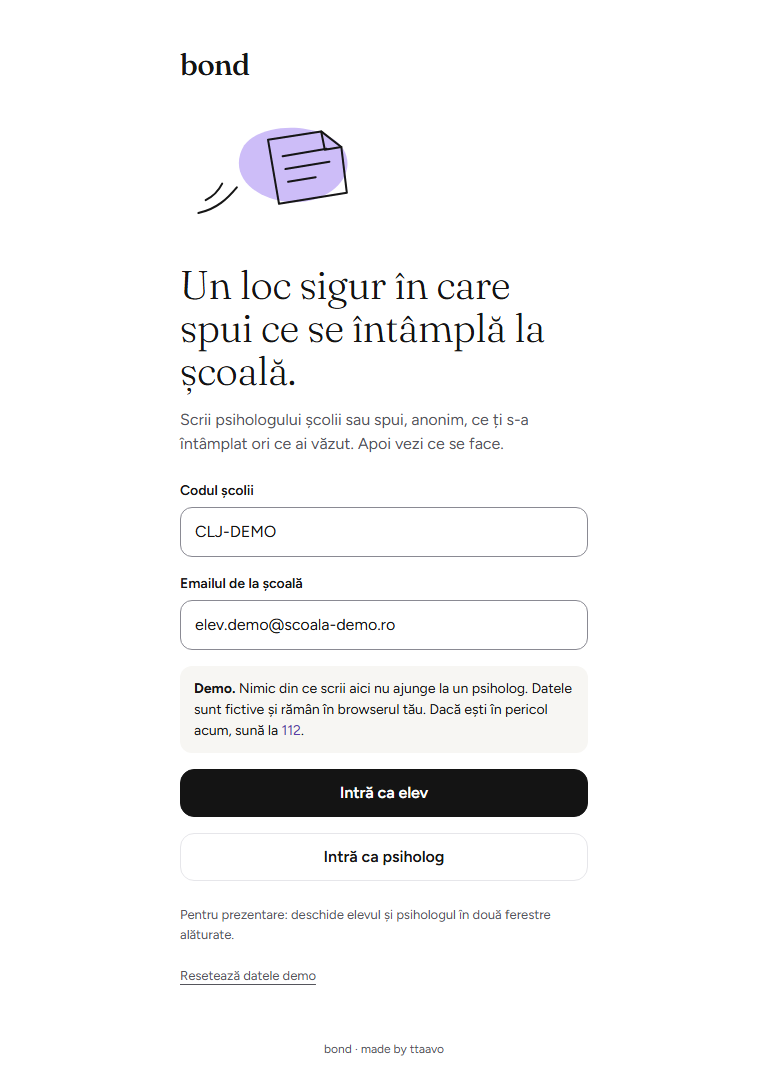 bond
Un loc sigur în care
spui ce se întâmplă la
școală.
Scrii psihologului școlii sau spui, anonim, ce ți s-a
întâmplat ori ce ai văzut. Apoi vezi ce se face.
Codul școlii
CLJ-DEMO
Emailul de la școală
elev.demo@scoala-demo.ro
Demo. Nimic din ce scrii aici nu ajunge la un psiholog. Datele
sunt fictive și rămân în browserul tău. Dacă ești în pericol
acum, sună la 112.
Intră ca elev
Intră ca psiholog
Pentru prezentare: deschide elevul și psihologul în două ferestre
alăturate.
Resetează datele demo
bond · made by ttaavo